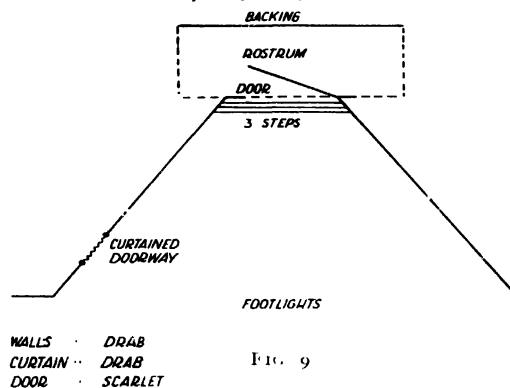 BACKING
ROSTRUM
DOOR
3 STEPS
CURTAINED
DOORWAY
FOOTLIGHTS
WALLS · DRAB
CURTAIN ·· DRAB
DOOR · SCARLET
FIG. 9